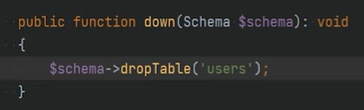 public function down(Schema $schema): void
{
    $schema->dropTable('users');
}